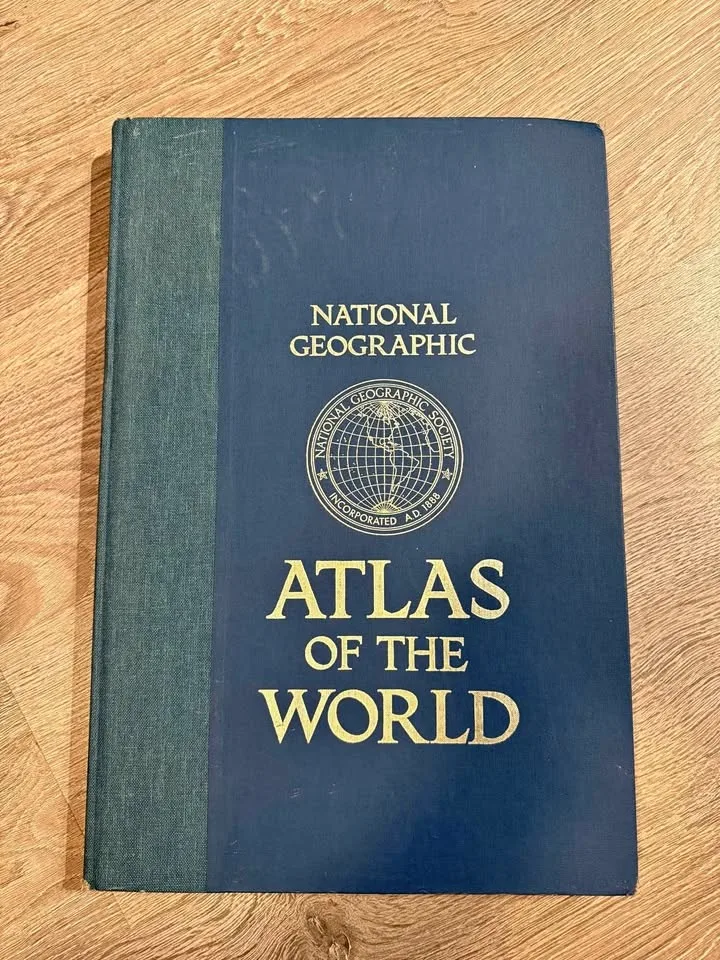 NATIONAL
GEOGRAPHIC
NATIONAL GEOGRAPHIC SOCIETY
INCORPORATED A.D. 1888
ATLAS
OF THE
WORLD